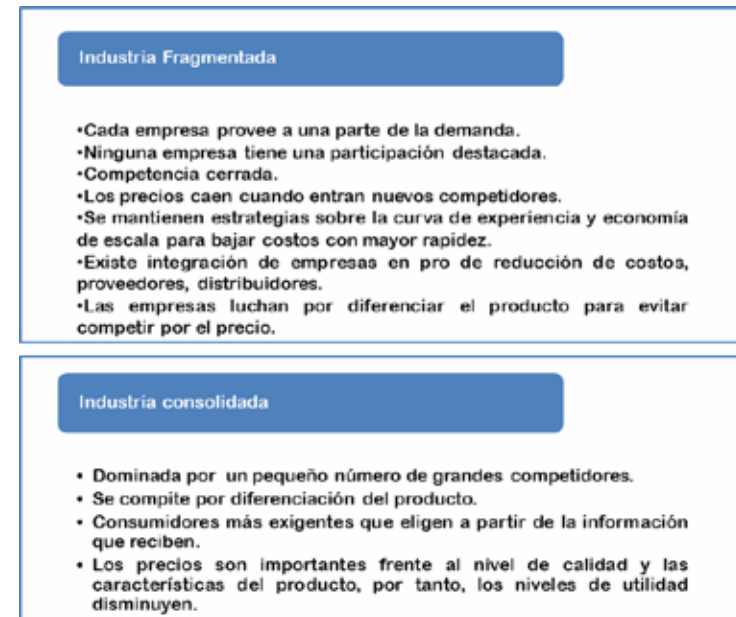 Industria Fragmentada
•Cada empresa provee a una parte de la demanda.
•Ninguna empresa tiene una participación destacada.
•Competencia cerrada.
•Los precios caen cuando entran nuevos competidores.
•Se mantienen estrategias sobre la curva de experiencia y economía
de escala para bajar costos con mayor rapidez.
•Existe integración de empresas en pro de reducción de costos,
proveedores, distribuidores.
•Las empresas luchan por diferenciar el producto para evitar
competir por el precio.
Industria consolidada
• Dominada por un pequeño número de grandes competidores.
• Se compite por diferenciación del producto.
• Consumidores más exigentes que eligen a partir de la información
que reciben.
• Los precios son importantes frente al nivel de calidad y las
características del producto, por tanto, los niveles de utilidad
disminuyen.